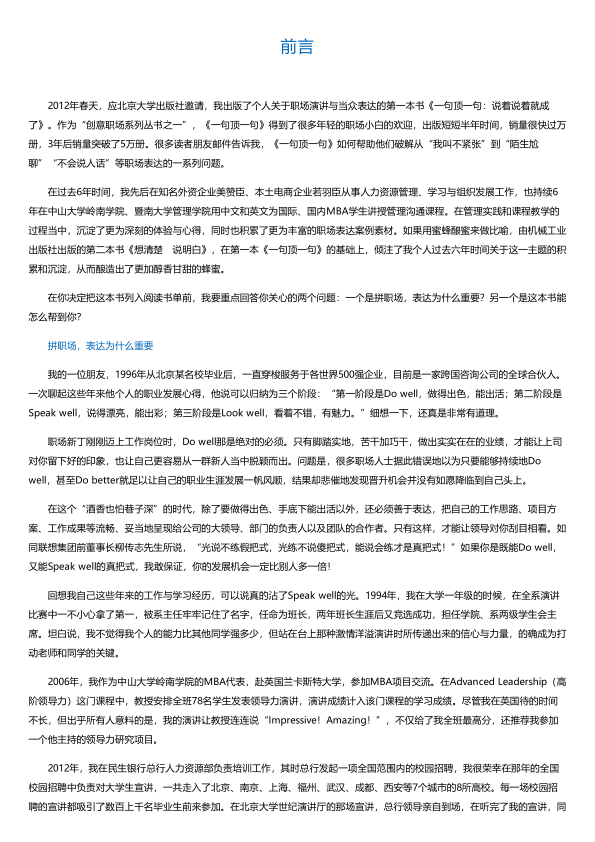 前言
2012年春天，应北京大学出版社邀请，我出版了个人关于职场演讲与当众表达的第一本书《一句顶一句：说着说着就成
了》。作为“创意职场系列丛书之一”，《一句顶一句》得到了很多年轻的职场小白的欢迎，出版短短半年时间，销量很快过万
册，3年后销量突破了5万册。很多读者朋友邮件告诉我，《一句顶一句》如何帮助他们破解从“我叫不紧张”到“陌生尬
聊”“不会说人话”等职场表达的一系列问题。
在过去6年时间，我先后在知名外资企业美赞臣、本土电商企业若羽臣从事人力资源管理、学习与组织发展工作，也持续6
年在中山大学岭南学院、暨南大学管理学院用中文和英文为国际、国内MBA学生讲授管理沟通课程。在管理实践和课程教学的
过程当中，沉淀了更为深刻的体验与心得，同时也积累了更为丰富的职场表达案例素材。如果用蜜蜂酿蜜来做比喻，由机械工业
出版社出版的第二本书《想清楚　说明白》，在第一本《一句顶一句》的基础上，倾注了我个人过去六年时间关于这一主题的积
累和沉淀，从而酿造出了更加醇香甘甜的蜂蜜。
在你决定把这本书列入阅读书单前，我要重点回答你关心的两个问题：一个是拼职场，表达为什么重要？另一个是这本书能
怎么帮到你？
拼职场，表达为什么重要
我的一位朋友，1996年从北京某名校毕业后，一直穿梭服务于各世界500强企业，目前是一家跨国咨询公司的全球合伙人。
一次聊起这些年来他个人的职业发展心得，他说可以归纳为三个阶段：“第一阶段是Do well，做得出色，能出活；第二阶段是
Speak well，说得漂亮，能出彩；第三阶段是Look well，看着不错，有魅力。”细想一下，还真是非常有道理。
职场新丁刚刚迈上工作岗位时，Do well那是绝对的必须。只有脚踏实地，苦干加巧干，做出实实在在的业绩，才能让上司
对你留下好的印象，也让自己更容易从一群新人当中脱颖而出。问题是，很多职场人士据此错误地以为只要能够持续地Do
well，甚至Do better就足以让自己的职业生涯发展一帆风顺，结果却悲催地发现晋升机会并没有如愿降临到自己头上。
在这个“酒香也怕巷子深”的时代，除了要做得出色、手底下能出活以外，还必须善于表达，把自己的工作思路、项目方
案、工作成果等流畅、妥当地呈现给公司的大领导、部门的负责人以及团队的合作者。只有这样，才能让领导对你刮目相看。如
同联想集团前董事长柳传志先生所说，“光说不练假把式，光练不说傻把式，能说会练才是真把式！”如果你是既能Do well，
又能Speak well的真把式，我敢保证，你的发展机会一定比别人多一倍！
回想我自己这些年来的工作与学习经历，可以说真的沾了Speak well的光。1994年，我在大学一年级的时候，在全系演讲
比赛中一不小心拿了第一，被系主任牢牢记住了名字，任命为班长，两年班长生涯后又竞选成功，担任学院、系两级学生会主
席。坦白说，我不觉得我个人的能力比其他同学强多少，但站在台上那种激情洋溢演讲时所传递出来的信心与力量，的确成为打
动老师和同学的关键。
2006年，我作为中山大学岭南学院的MBA代表，赴英国兰卡斯特大学，参加MBA项目交流。在Advanced Leadership（高
阶领导力）这门课程中，教授安排全班78名学生发表领导力演讲，演讲成绩计入该门课程的学习成绩。尽管我在英国待的时间
不长，但出乎所有人意料的是，我的演讲让教授连连说“Impressive！Amazing！”，不仅给了我全班最高分，还推荐我参加
一个他主持的领导力研究项目。
2012年，我在民生银行总行人力资源部负责培训工作，其时总行发起一项全国范围内的校园招聘，我很荣幸在那年的全国
校园招聘中负责对大学生宣讲，一共走入了北京、南京、上海、福州、武汉、成都、西安等7个城市的8所高校。每一场校园招
聘的宣讲都吸引了数百上千名毕业生前来参加。在北京大学世纪演讲厅的那场宣讲，总行领导亲自到场，在听完了我的宣讲，同